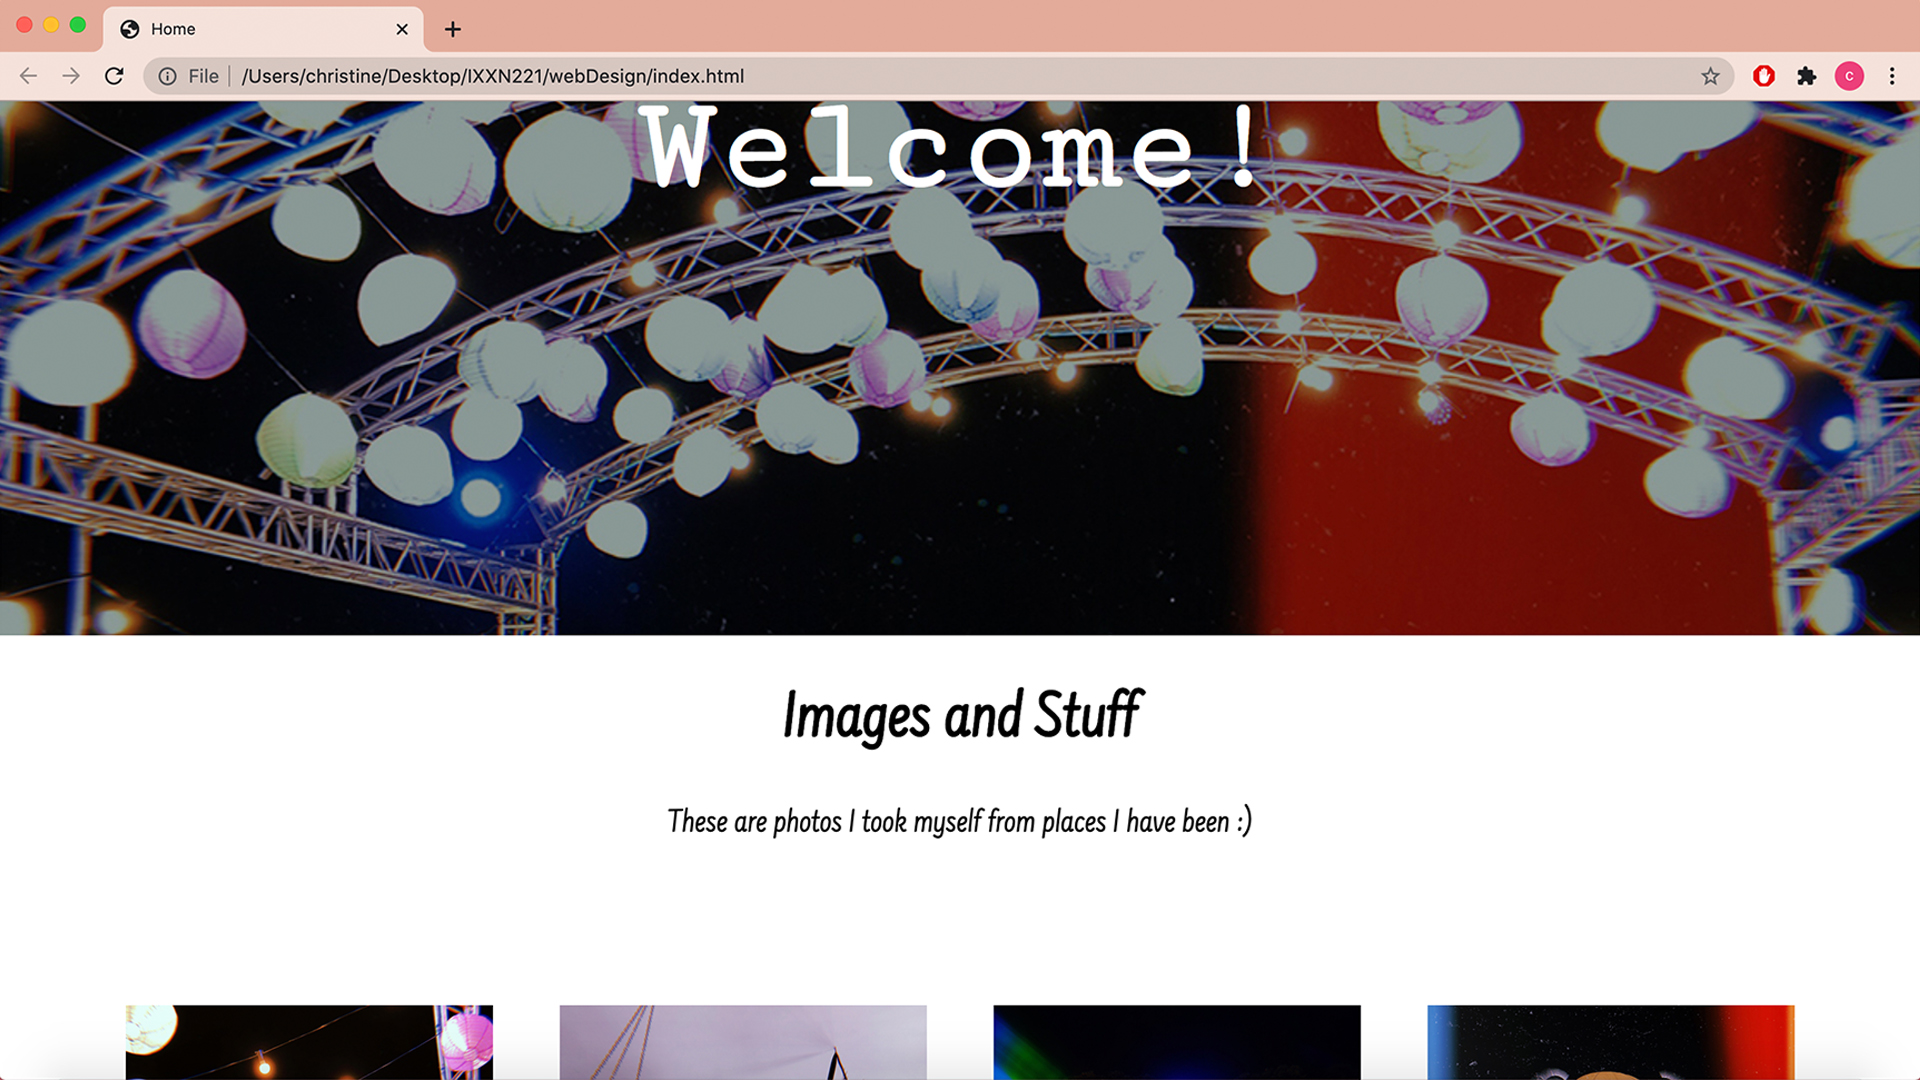 Home
File
/Users/christine/Desktop/IXXN221/webDesign/index.html
C
Welcome!
Images and Stuff
These are photos I took myself from places I have been :)